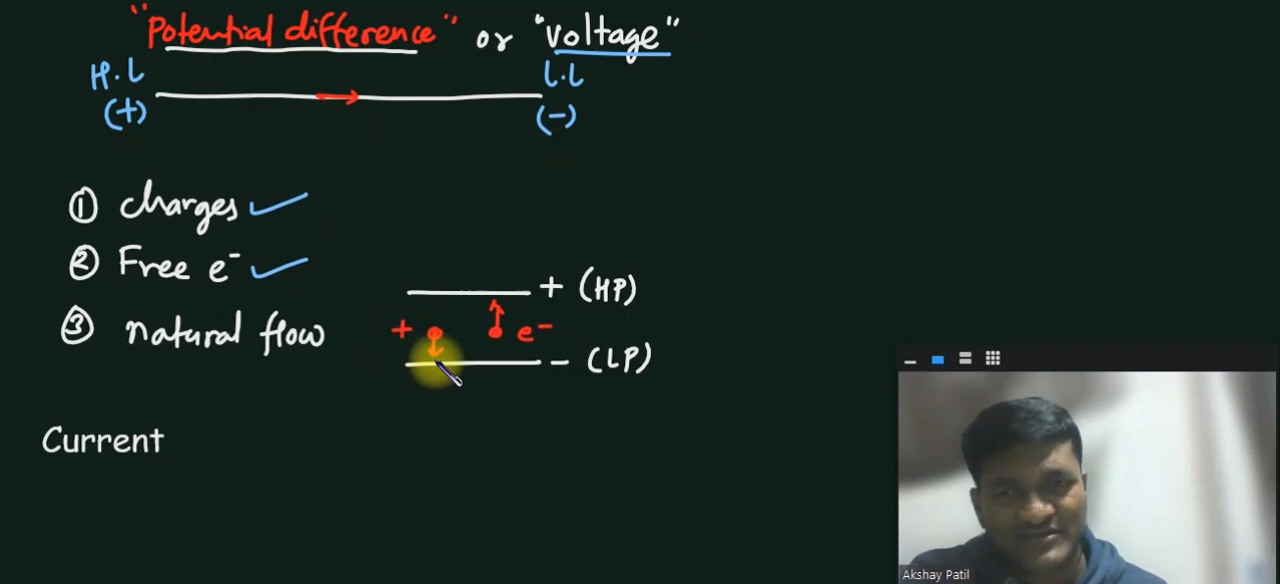 "Potential difference" or "voltage"
H.L L.L
(+) (-)
① charges ✓
② Free e⁻ ✓
+ (HP)
③ natural flow + e⁻
- (LP)
Current
Akshay Patil